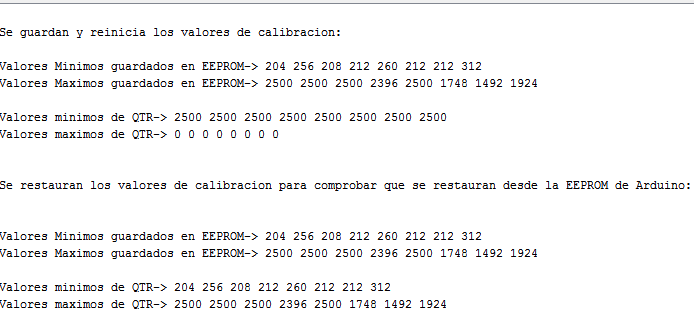 Se guardan y reinicia los valores de calibracion:
Valores Minimos guardados en EEPROM-> 204 256 208 212 260 212 212 312
Valores Maximos guardados en EEPROM-> 2500 2500 2500 2396 2500 1748 1492 1924
Valores minimos de QTR-> 2500 2500 2500 2500 2500 2500 2500 2500
Valores maximos de QTR-> 0 0 0 0 0 0 0 0
Se restauran los valores de calibracion para comprobar que se restauran desde la EEPROM de Arduino:
Valores Minimos guardados en EEPROM-> 204 256 208 212 260 212 212 312
Valores Maximos guardados en EEPROM-> 2500 2500 2500 2396 2500 1748 1492 1924
Valores minimos de QTR-> 204 256 208 212 260 212 212 312
Valores maximos de QTR-> 2500 2500 2500 2396 2500 1748 1492 1924